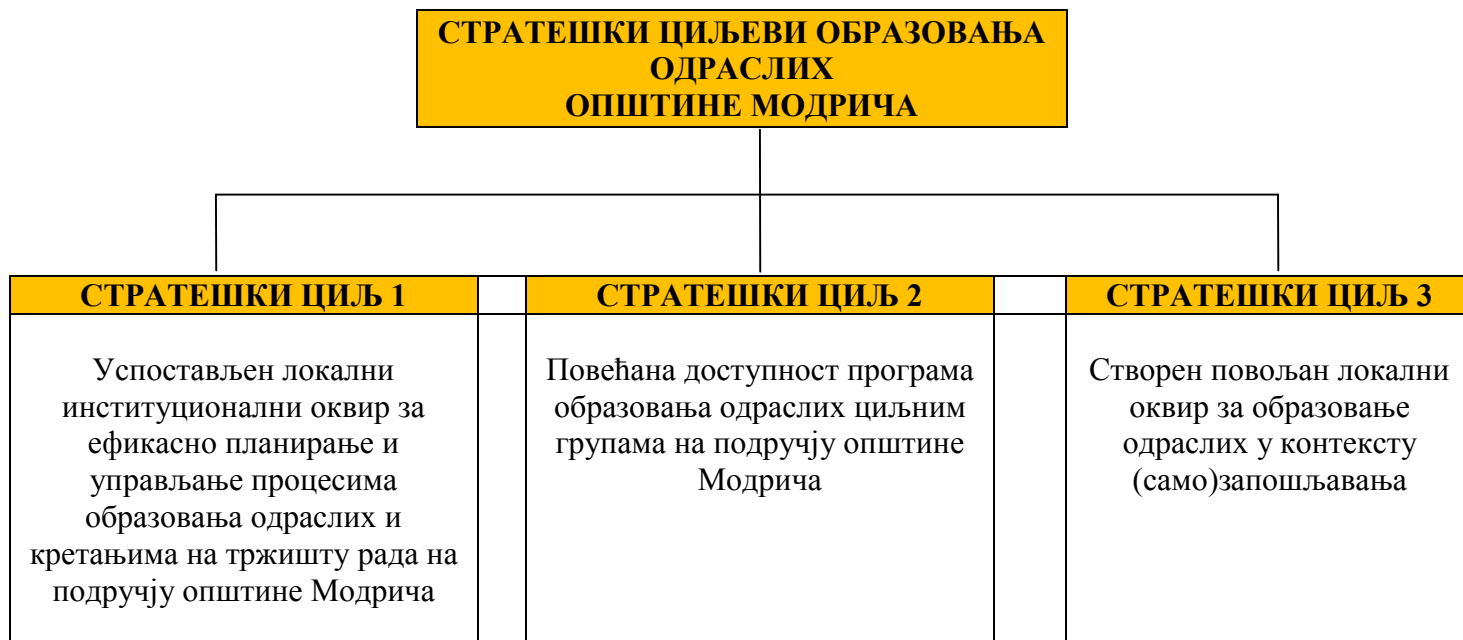 СТРАТЕШКИ ЦИЉЕВИ ОБРАЗОВАЊА
ОДРАСЛИХ
ОПШТИНЕ МОДРИЧА
СТРАТЕШКИ ЦИЉ 1
Успостављен локални
институционални оквир за
ефикасно планирање и
управљање процесима
образовања одраслих и
кретањима на тржишту рада на
подручју општине Модрича
СТРАТЕШКИ ЦИЉ 2
Повећана доступност програма
образовања одраслих циљним
групама на подручју општине
Модрича
СТРАТЕШКИ ЦИЉ 3
Створен повољан локални
оквир за образовање
одраслих у контексту
(само)запошљавања